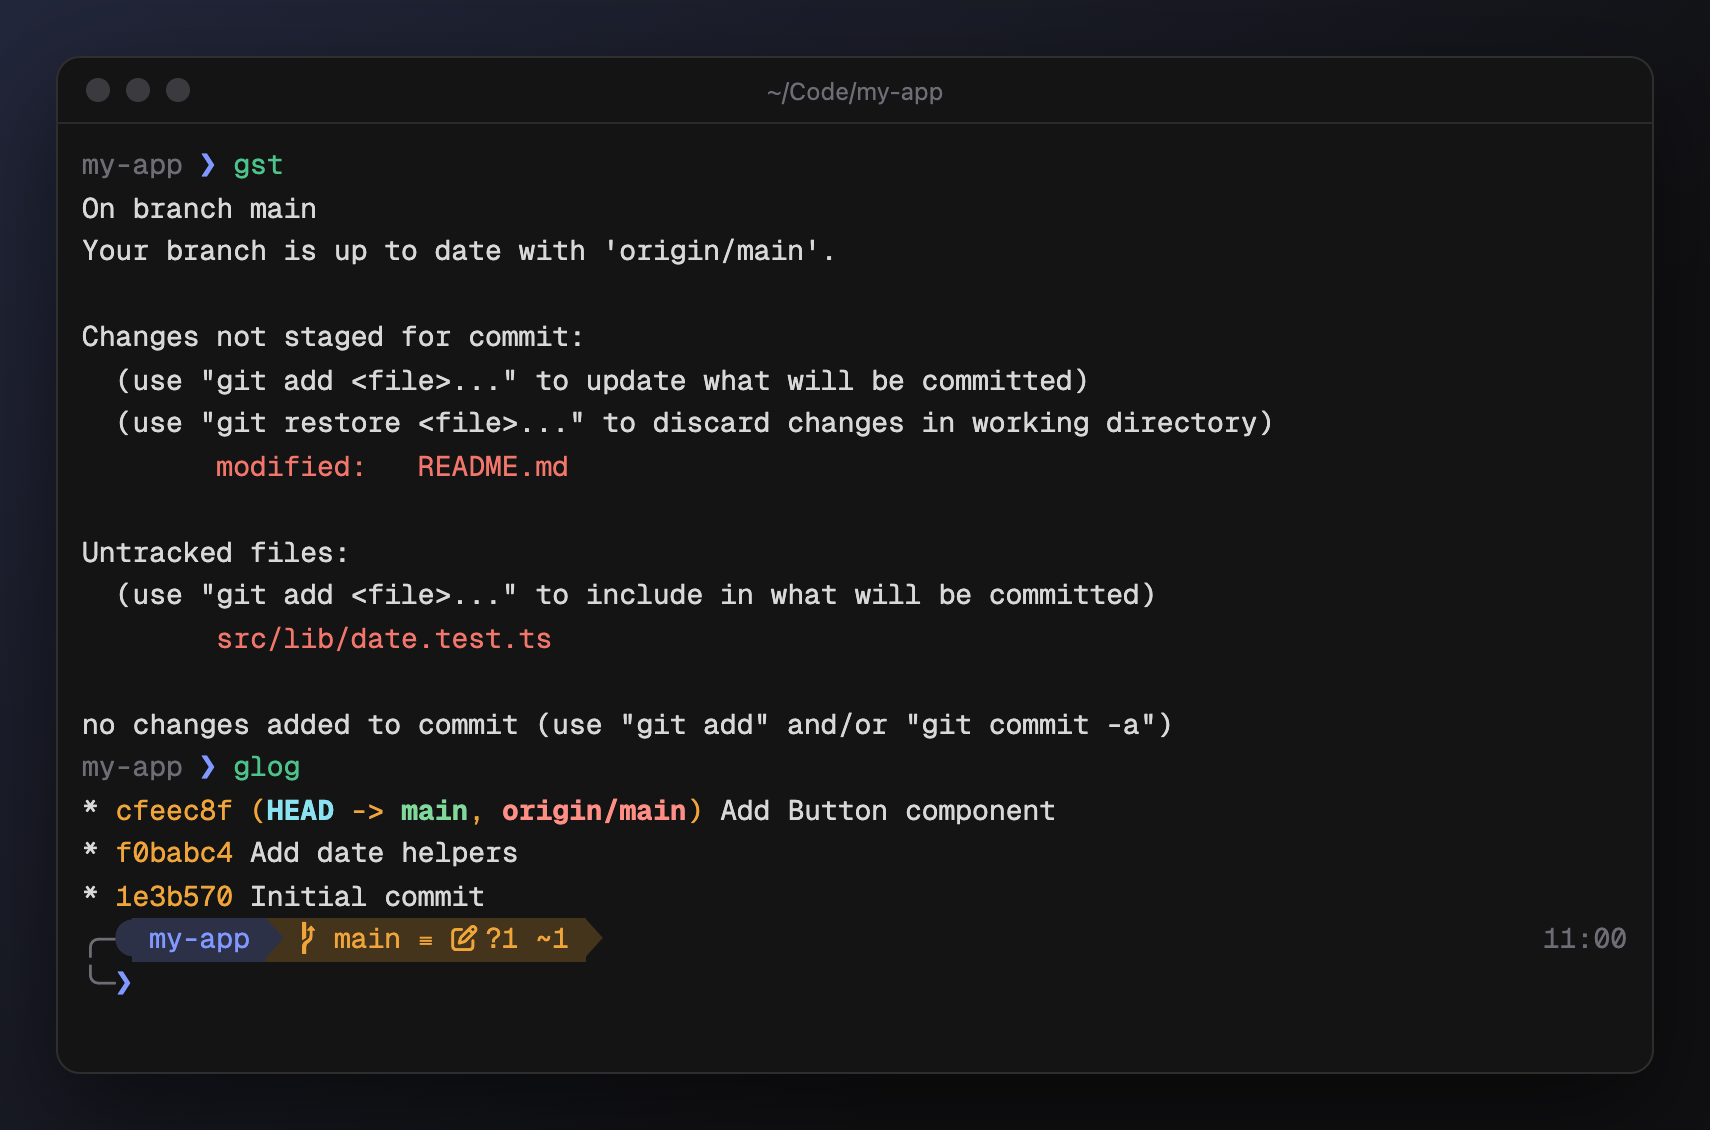 ~/Code/my-app
my-app ❯ gst
On branch main
Your branch is up to date with 'origin/main'.
Changes not staged for commit:
  (use "git add <file>..." to update what will be committed)
  (use "git restore <file>..." to discard changes in working directory)
        modified:   README.md
Untracked files:
  (use "git add <file>..." to include in what will be committed)
        src/lib/date.test.ts
no changes added to commit (use "git add" and/or "git commit -a")
my-app ❯ glog
* cfeec8f (HEAD -> main, origin/main) Add Button component
* f0babc4 Add date helpers
* 1e3b570 Initial commit
my-app main ≡ ?1 ~1 11:00
❯